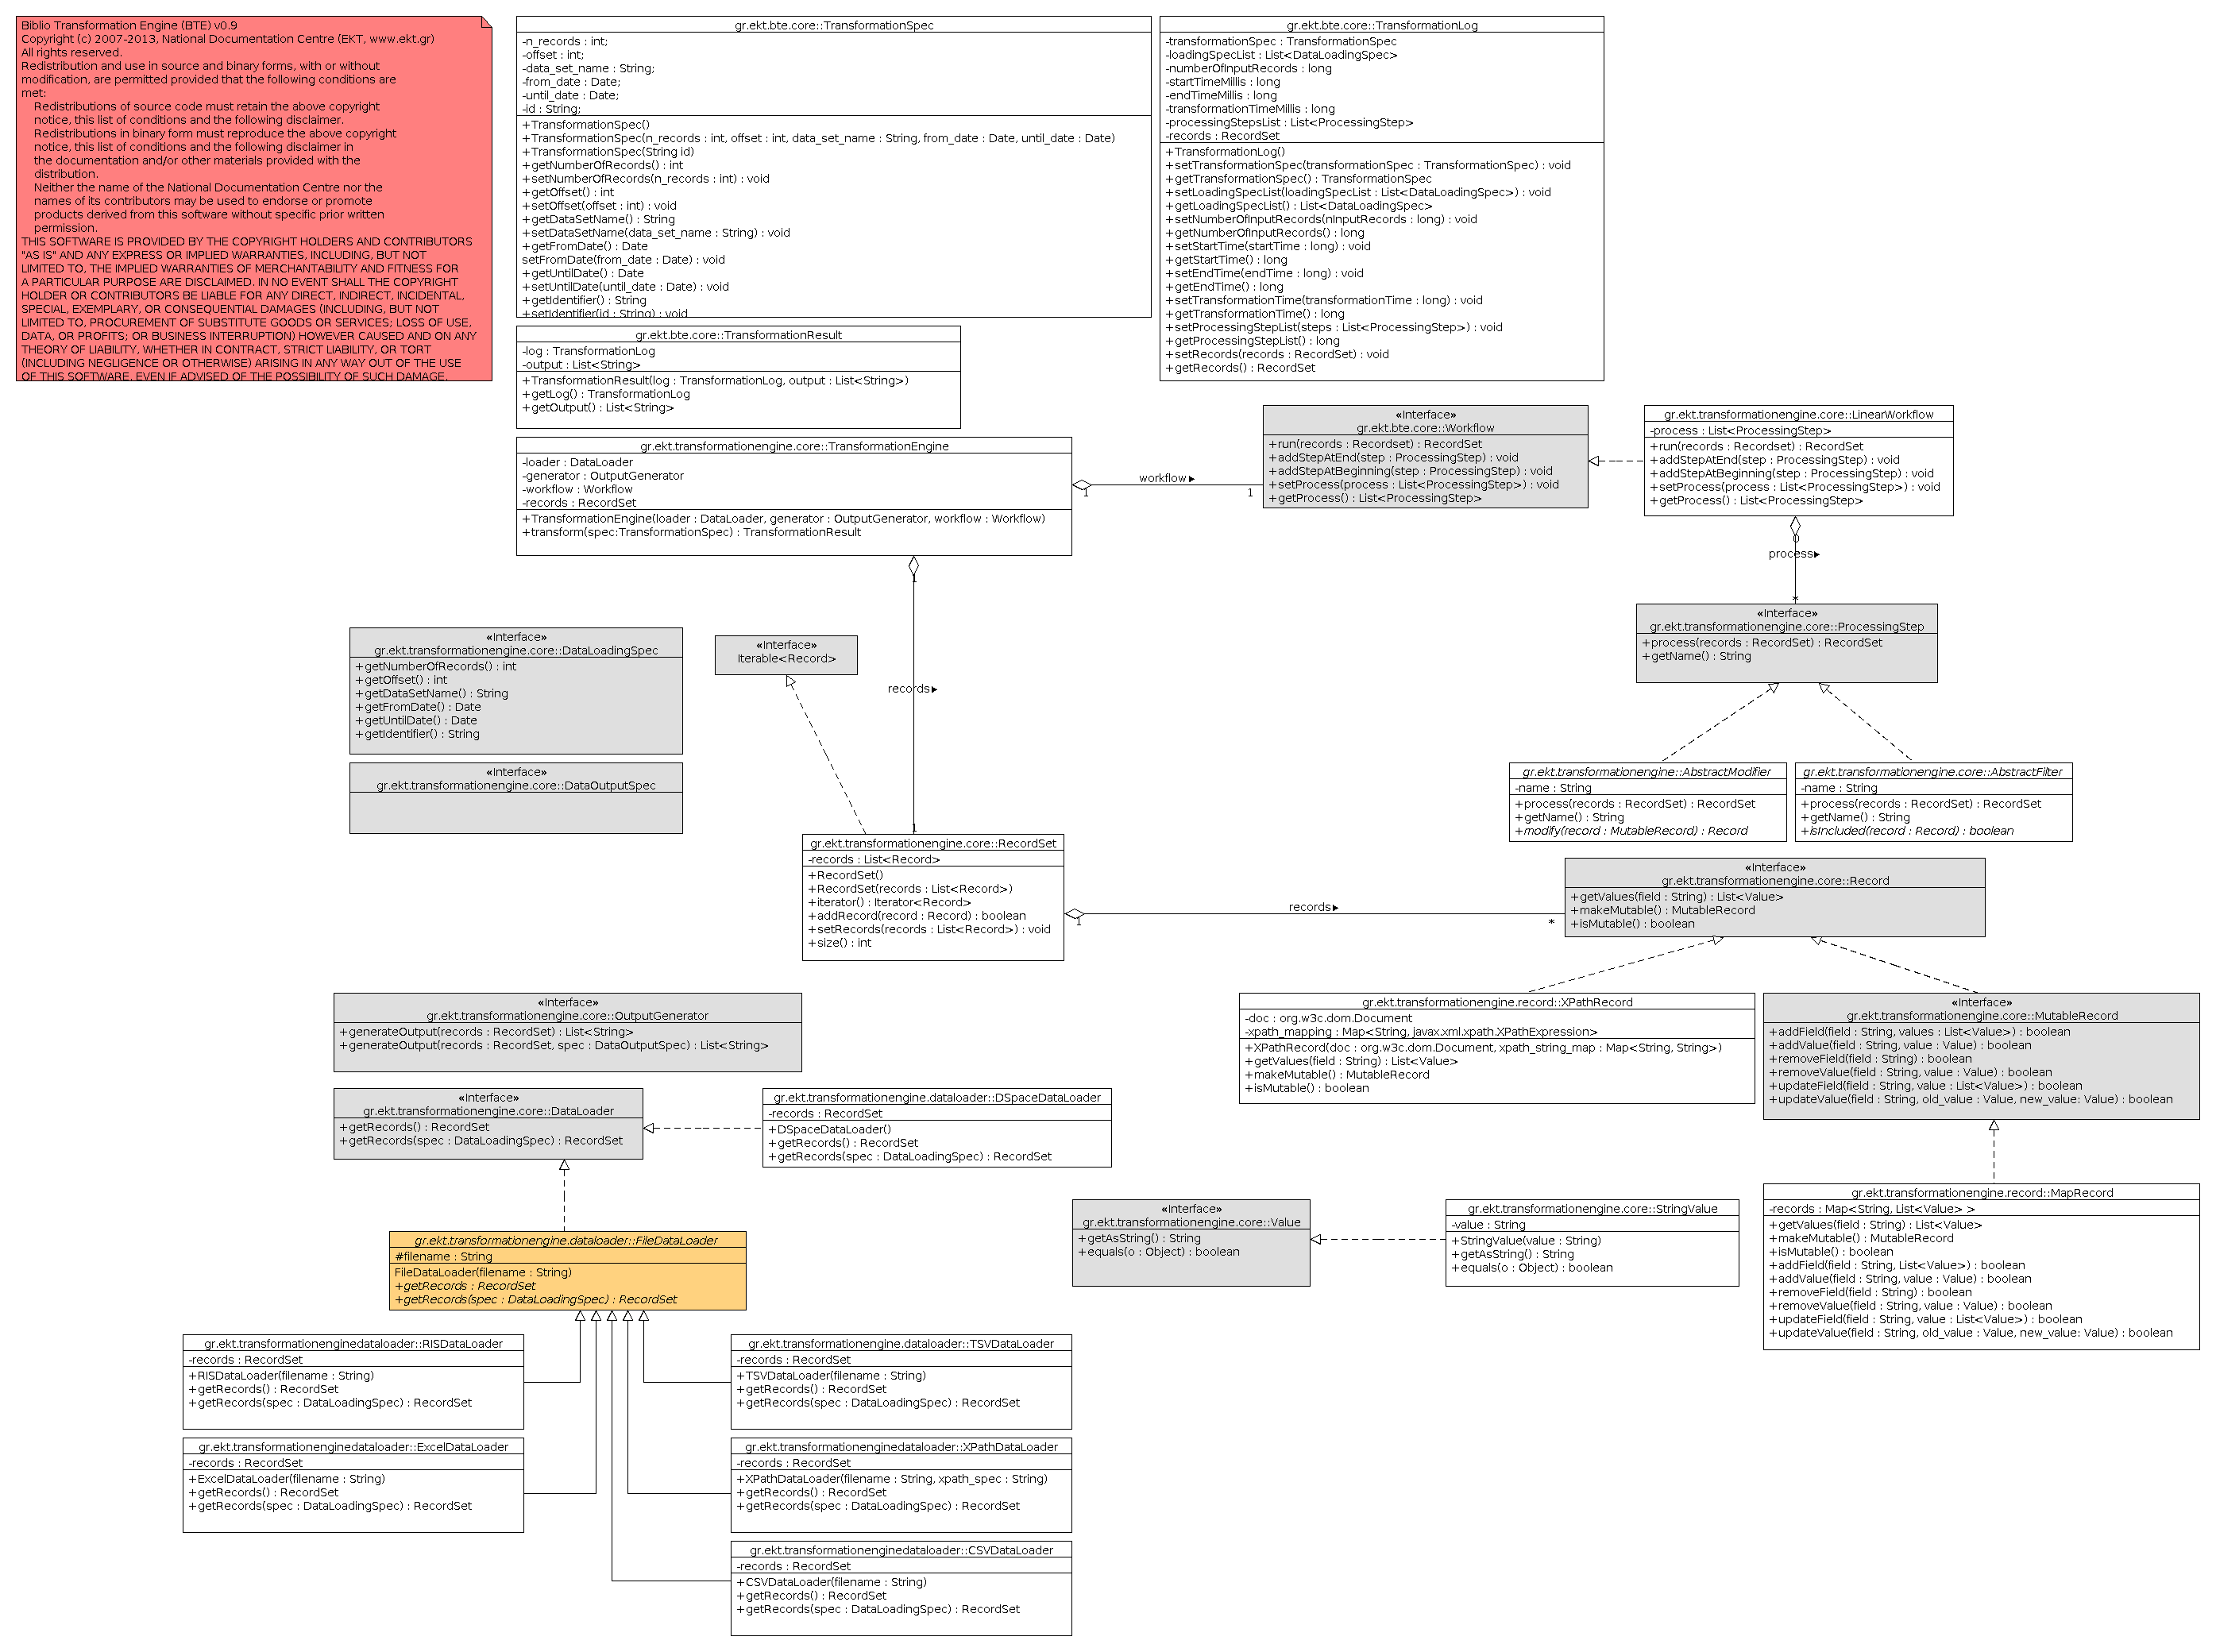 Biblio Transformation Engine (BTE) v0.9
Copyright (c) 2007-2013, National Documentation Centre (EKT, www.ekt.gr)
All rights reserved.
Redistribution and use in source and binary forms, with or without
modification, are permitted provided that the following conditions are
met:
Redistributions of source code must retain the above copyright
notice, this list of conditions and the following disclaimer.
Redistributions in binary form must reproduce the above copyright
notice, this list of conditions and the following disclaimer in
the documentation and/or other materials provided with the
distribution.
Neither the name of the National Documentation Centre nor the
names of its contributors may be used to endorse or promote
products derived from this software without specific prior written
permission.
THIS SOFTWARE IS PROVIDED BY THE COPYRIGHT HOLDERS AND CONTRIBUTORS
"AS IS" AND ANY EXPRESS OR IMPLIED WARRANTIES, INCLUDING, BUT NOT
LIMITED TO, THE IMPLIED WARRANTIES OF MERCHANTABILITY AND FITNESS FOR
A PARTICULAR PURPOSE ARE DISCLAIMED. IN NO EVENT SHALL THE COPYRIGHT
HOLDER OR CONTRIBUTORS BE LIABLE FOR ANY DIRECT, INDIRECT, INCIDENTAL,
SPECIAL, EXEMPLARY, OR CONSEQUENTIAL DAMAGES (INCLUDING, BUT NOT
LIMITED TO, PROCUREMENT OF SUBSTITUTE GOODS OR SERVICES; LOSS OF USE,
DATA, OR PROFITS; OR BUSINESS INTERRUPTION) HOWEVER CAUSED AND ON ANY
THEORY OF LIABILITY, WHETHER IN CONTRACT, STRICT LIABILITY, OR TORT
(INCLUDING NEGLIGENCE OR OTHERWISE) ARISING IN ANY WAY OUT OF THE USE
OF THIS SOFTWARE, EVEN IF ADVISED OF THE POSSIBILITY OF SUCH DAMAGE.
gr.ekt.bte.core::TransformationSpec
-n_records : int;
-offset : int;
-data_set_name : String;
-from_date : Date;
-until_date : Date;
-id : String;
+TransformationSpec()
+TransformationSpec(n_records : int, offset : int, data_set_name : String, from_date : Date, until_date : Date)
+TransformationSpec(String id)
+getNumberOfRecords() : int
+setNumberOfRecords(n_records : int) : void
+getOffset() : int
+setOffset(offset : int) : void
+getDataSetName() : String
+setDataSetName(data_set_name : String) : void
+getFromDate() : Date
setFromDate(from_date : Date) : void
+getUntilDate() : Date
+setUntilDate(until_date : Date) : void
+getIdentifier() : String
+setIdentifier(id : String) : void
gr.ekt.bte.core::TransformationLog
-transformationSpec : TransformationSpec
-loadingSpecList : List<DataLoadingSpec>
-numberOfInputRecords : long
-startTimeMillis : long
-endTimeMillis : long
-transformationTimeMillis : long
-processingStepsList : List<ProcessingStep>
-records : RecordSet
+TransformationLog()
+setTransformationSpec(transformationSpec : TransformationSpec) : void
+getTransformationSpec() : TransformationSpec
+setLoadingSpecList(loadingSpecList : List<DataLoadingSpec>) : void
+getLoadingSpecList() : List<DataLoadingSpec>
+setNumberOfInputRecords(nInputRecords : long) : void
+getNumberOfInputRecords() : long
+setStartTime(startTime : long) : void
+getStartTime() : long
+setEndTime(endTime : long) : void
+getEndTime() : long
+setTransformationTime(transformationTime : long) : void
+getTransformationTime() : long
+setProcessingStepList(steps : List<ProcessingStep>) : void
+getProcessingStepList() : long
+setRecords(records : RecordSet) : void
+getRecords() : RecordSet
gr.ekt.bte.core::TransformationResult
-log : TransformationLog
-output : List<String>
+TransformationResult(log : TransformationLog, output : List<String>)
+getLog() : TransformationLog
+getOutput() : List<String>
gr.ekt.transformationengine.core::TransformationEngine
-loader : DataLoader
-generator : OutputGenerator
-workflow : Workflow
-records : RecordSet
+TransformationEngine(loader : DataLoader, generator : OutputGenerator, workflow : Workflow)
+transform(spec:TransformationSpec) : TransformationResult
1
workflow
1
«Interface»
gr.ekt.bte.core::Workflow
+run(records : Recordset) : RecordSet
+addStepAtEnd(step : ProcessingStep) : void
+addStepAtBeginning(step : ProcessingStep) : void
+setProcess(process : List<ProcessingStep>) : void
+getProcess() : List<ProcessingStep>
gr.ekt.transformationengine.core::LinearWorkflow
-process : List<ProcessingStep>
+run(records : Recordset) : RecordSet
+addStepAtEnd(step : ProcessingStep) : void
+addStepAtBeginning(step : ProcessingStep) : void
+setProcess(process : List<ProcessingStep>) : void
+getProcess() : List<ProcessingStep>
0
process
*
«Interface»
gr.ekt.transformationengine.core::ProcessingStep
+process(records : RecordSet) : RecordSet
+getName() : String
1
records
1
«Interface»
gr.ekt.transformationengine.core::DataLoadingSpec
+getNumberOfRecords() : int
+getOffset() : int
+getDataSetName() : String
+getFromDate() : Date
+getUntilDate() : Date
+getIdentifier() : String
«Interface»
Iterable<Record>
«Interface»
gr.ekt.transformationengine.core::DataOutputSpec
gr.ekt.transformationengine::AbstractModifier
-name : String
+process(records : RecordSet) : RecordSet
+getName() : String
+modify(record : MutableRecord) : Record
gr.ekt.transformationengine.core::AbstractFilter
-name : String
+process(records : RecordSet) : RecordSet
+getName() : String
+isIncluded(record : Record) : boolean
gr.ekt.transformationengine.core::RecordSet
-records : List<Record>
+RecordSet()
+RecordSet(records : List<Record>)
+iterator() : Iterator<Record>
+addRecord(record : Record) : boolean
+setRecords(records : List<Record>) : void
+size() : int
1
records
*
«Interface»
gr.ekt.transformationengine.core::Record
+getValues(field : String) : List<Value>
+makeMutable() : MutableRecord
+isMutable() : boolean
«Interface»
gr.ekt.transformationengine.core::OutputGenerator
+generateOutput(records : RecordSet) : List<String>
+generateOutput(records : RecordSet, spec : DataOutputSpec) : List<String>
gr.ekt.transformationengine.record::XPathRecord
-doc : org.w3c.dom.Document
-xpath_mapping : Map<String, javax.xml.xpath.XPathExpression>
+XPathRecord(doc : org.w3c.dom.Document, xpath_string_map : Map<String, String>)
+getValues(field : String) : List<Value>
+makeMutable() : MutableRecord
+isMutable() : boolean
«Interface»
gr.ekt.transformationengine.core::MutableRecord
+addField(field : String, values : List<Value>) : boolean
+addValue(field : String, value : Value) : boolean
+removeField(field : String) : boolean
+removeValue(field : String, value : Value) : boolean
+updateField(field : String, value : List<Value>) : boolean
+updateValue(field : String, old_value : Value, new_value: Value) : boolean
«Interface»
gr.ekt.transformationengine.core::DataLoader
+getRecords() : RecordSet
+getRecords(spec : DataLoadingSpec) : RecordSet
gr.ekt.transformationengine.dataloader::DSpaceDataLoader
-records : RecordSet
+DSpaceDataLoader()
+getRecords() : RecordSet
+getRecords(spec : DataLoadingSpec) : RecordSet
«Interface»
gr.ekt.transformationengine.core::Value
+getAsString() : String
+equals(o : Object) : boolean
gr.ekt.transformationengine.core::StringValue
-value : String
+StringValue(value : String)
+getAsString() : String
+equals(o : Object) : boolean
gr.ekt.transformationengine.record::MapRecord
-records : Map<String, List<Value> >
+getValues(field : String) : List<Value>
+makeMutable() : MutableRecord
+isMutable() : boolean
+addField(field : String, List<Value>) : boolean
+addValue(field : String, value : Value) : boolean
+removeField(field : String) : boolean
+removeValue(field : String, value : Value) : boolean
+updateField(field : String, value : List<Value>) : boolean
+updateValue(field : String, old_value : Value, new_value: Value) : boolean
gr.ekt.transformationengine.dataloader::FileDataLoader
#filename : String
FileDataLoader(filename : String)
+getRecords : RecordSet
+getRecords(spec : DataLoadingSpec) : RecordSet
gr.ekt.transformationenginedataloader::RISDataLoader
-records : RecordSet
+RISDataLoader(filename : String)
+getRecords() : RecordSet
+getRecords(spec : DataLoadingSpec) : RecordSet
gr.ekt.transformationengine.dataloader::TSVDataLoader
-records : RecordSet
+TSVDataLoader(filename : String)
+getRecords() : RecordSet
+getRecords(spec : DataLoadingSpec) : RecordSet
gr.ekt.transformationenginedataloader::ExcelDataLoader
-records : RecordSet
+ExcelDataLoader(filename : String)
+getRecords() : RecordSet
+getRecords(spec : DataLoadingSpec) : RecordSet
gr.ekt.transformationenginedataloader::XPathDataLoader
-records : RecordSet
+XPathDataLoader(filename : String, xpath_spec : String)
+getRecords() : RecordSet
+getRecords(spec : DataLoadingSpec) : RecordSet
gr.ekt.transformationenginedataloader::CSVDataLoader
-records : RecordSet
+CSVDataLoader(filename : String)
+getRecords() : RecordSet
+getRecords(spec : DataLoadingSpec) : RecordSet